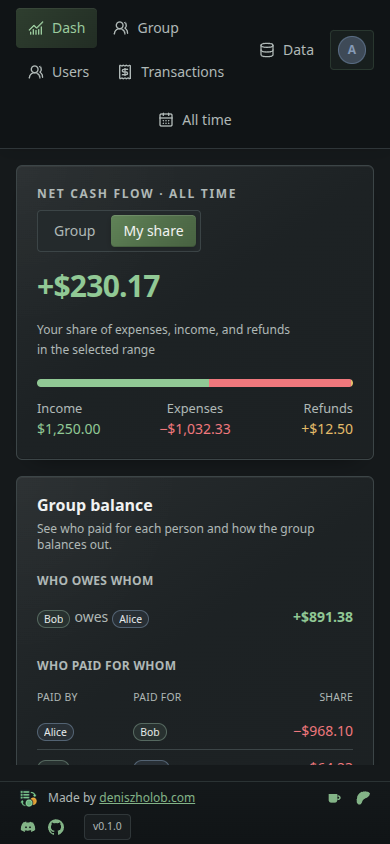 Dash
Group
Data
A
Users
Transactions
All time
NET CASH FLOW · ALL TIME
Group
My share
+$230.17
Your share of expenses, income, and refunds
in the selected range
Income
Expenses
Refunds
$1,250.00
−$1,032.33
+$12.50
Group balance
See who paid for each person and how the group
balances out.
WHO OWES WHOM
Bob owes Alice
+$891.38
WHO PAID FOR WHOM
PAID BY
PAID FOR
SHARE
Alice
Bob
−$968.10
Made by deniszholob.com
v0.1.0